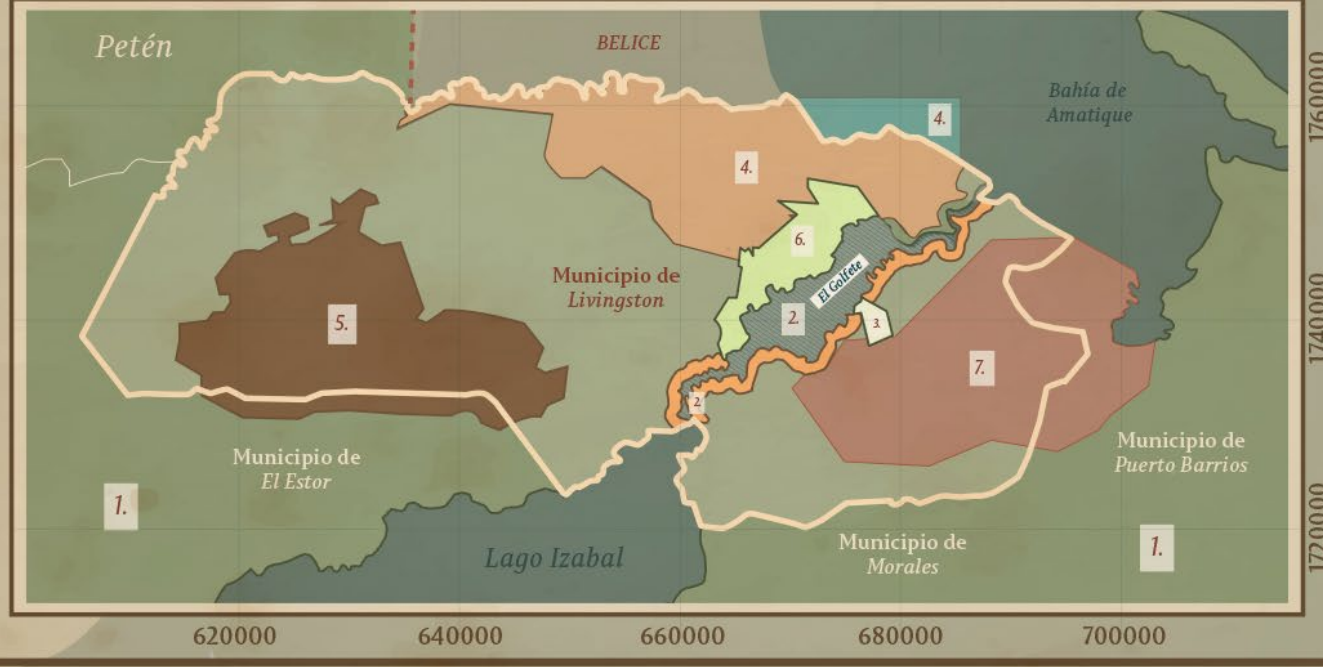 Petén
BELICE
Bahía de
Amatique
4.
4.
6.
El Golfete
Municipio de
Livingston
5.
2.
3.
7.
2
Municipio de
El Estor
Municipio de
Puerto Barrios
1.
Lago Izabal
Municipio de
Morales
1.
1760000
1740000
1720000
620000
640000
660000
680000
700000